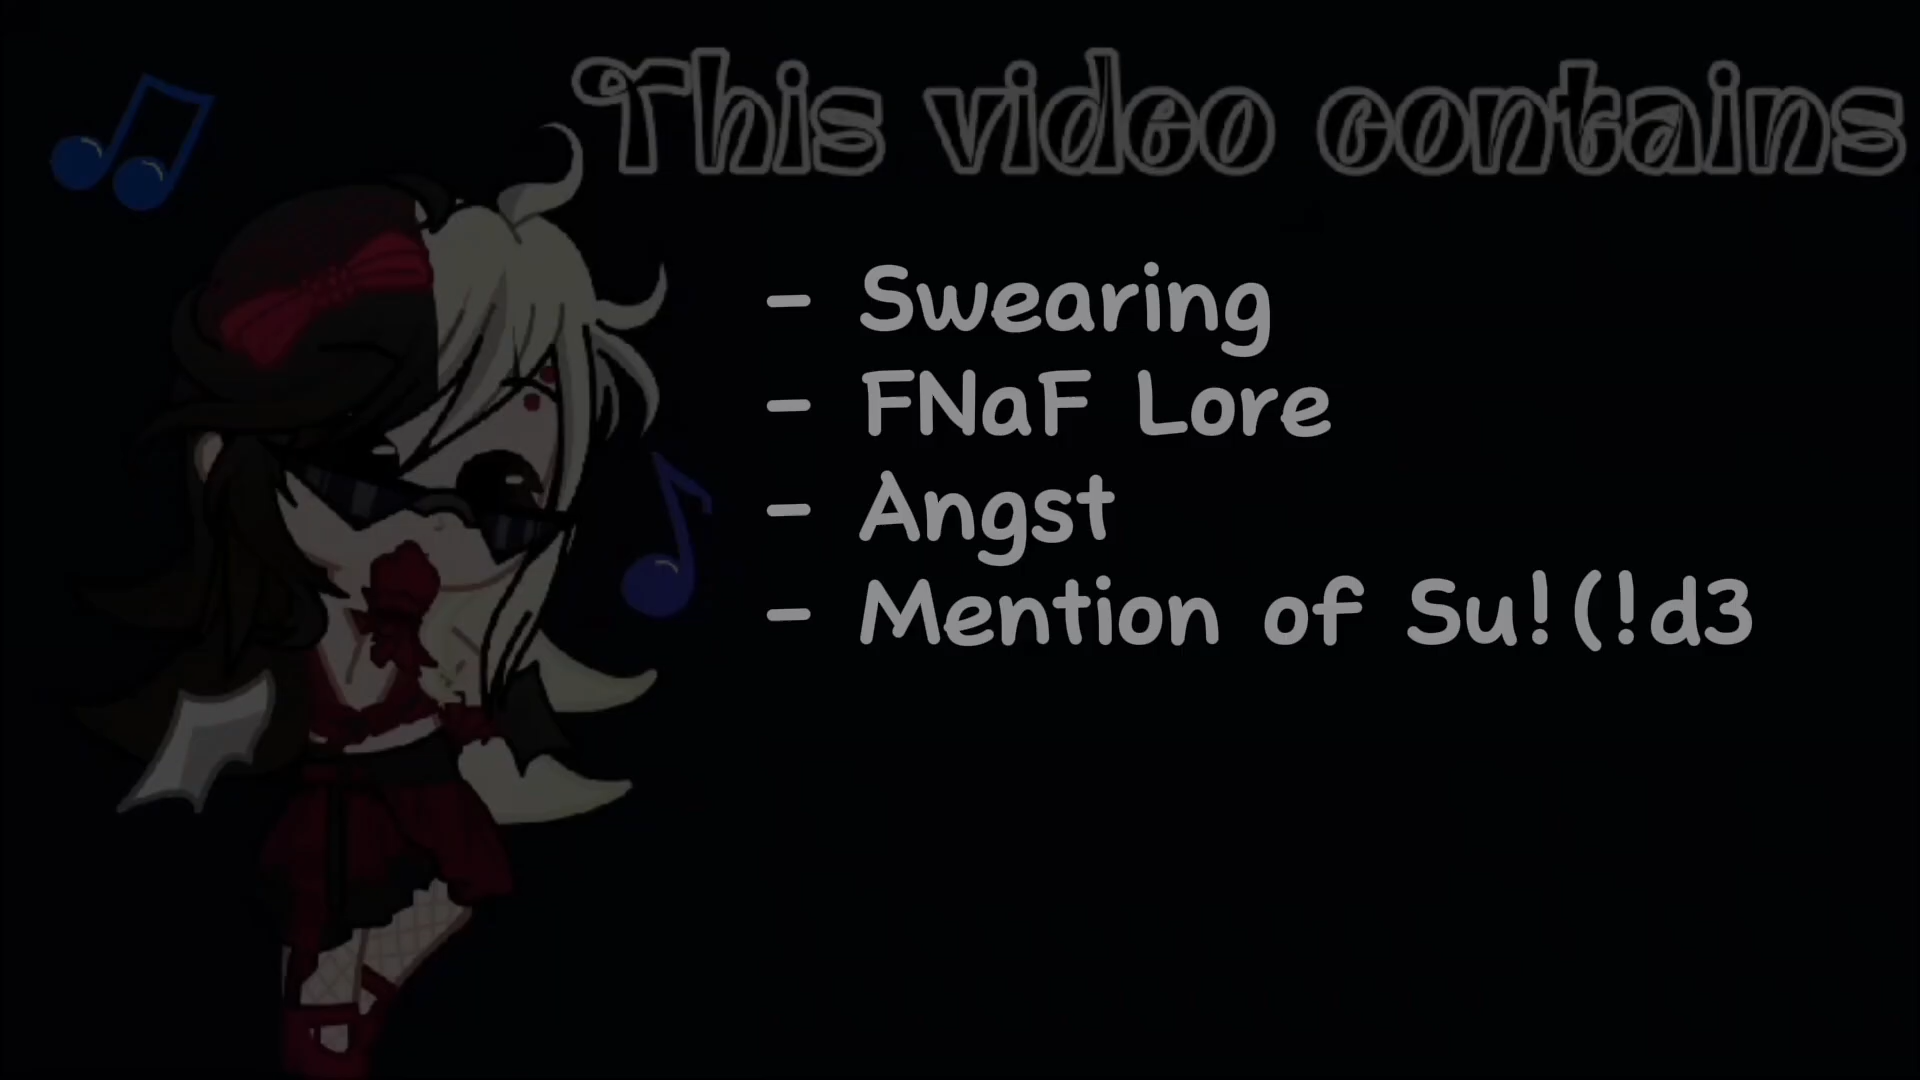 This video contains
- Swearing
- FNaF Lore
- Angst
- Mention of Su!(!d3